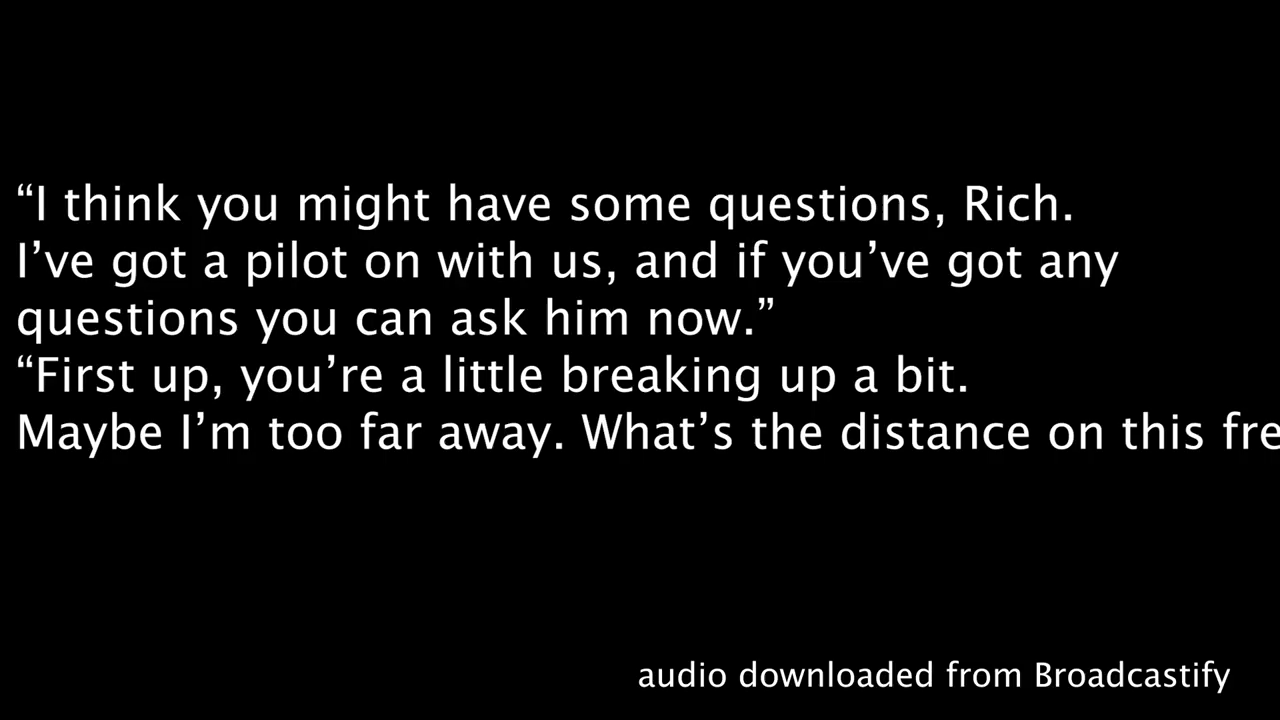 “I think you might have some questions, Rich.
I’ve got a pilot on with us, and if you’ve got any
questions you can ask him now.”
“First up, you’re a little breaking up a bit.
Maybe I’m too far away. What’s the distance on this fre
audio downloaded from Broadcastify